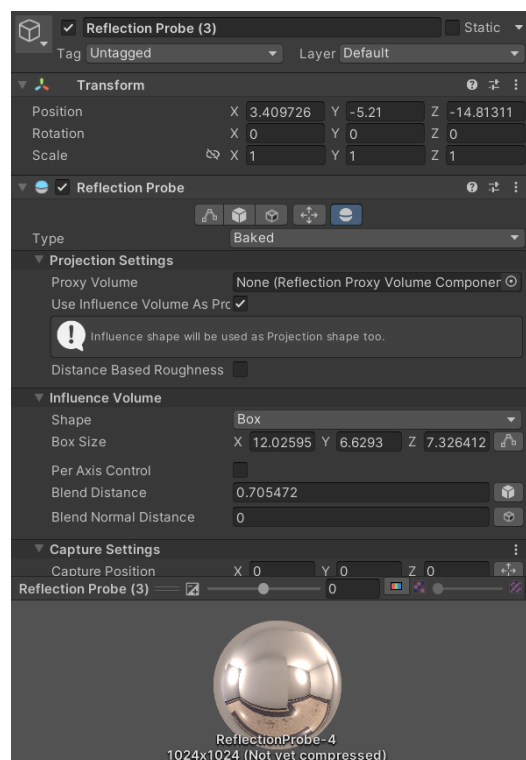 Reflection Probe (3) Static
Tag Untagged Layer Default
Transform
Position X 3.409726 Y -5.21 Z -14.81311
Rotation X 0 Y 0 Z 0
Scale X 1 Y 1 Z 1
Reflection Probe
Type Baked
Projection Settings
Proxy Volume None (Reflection Proxy Volume Componer
Use Influence Volume As Prc
Influence shape will be used as Projection shape too.
Distance Based Roughness
Influence Volume
Shape Box
Box Size X 12.02595 Y 6.6293 Z 7.326412
Per Axis Control
Blend Distance 0.705472
Blend Normal Distance 0
Capture Settings
Capture Position X 0 Y 0 Z 0
Reflection Probe (3) 0
ReflectionProbe-4
1024x1024 (Not yet compressed)